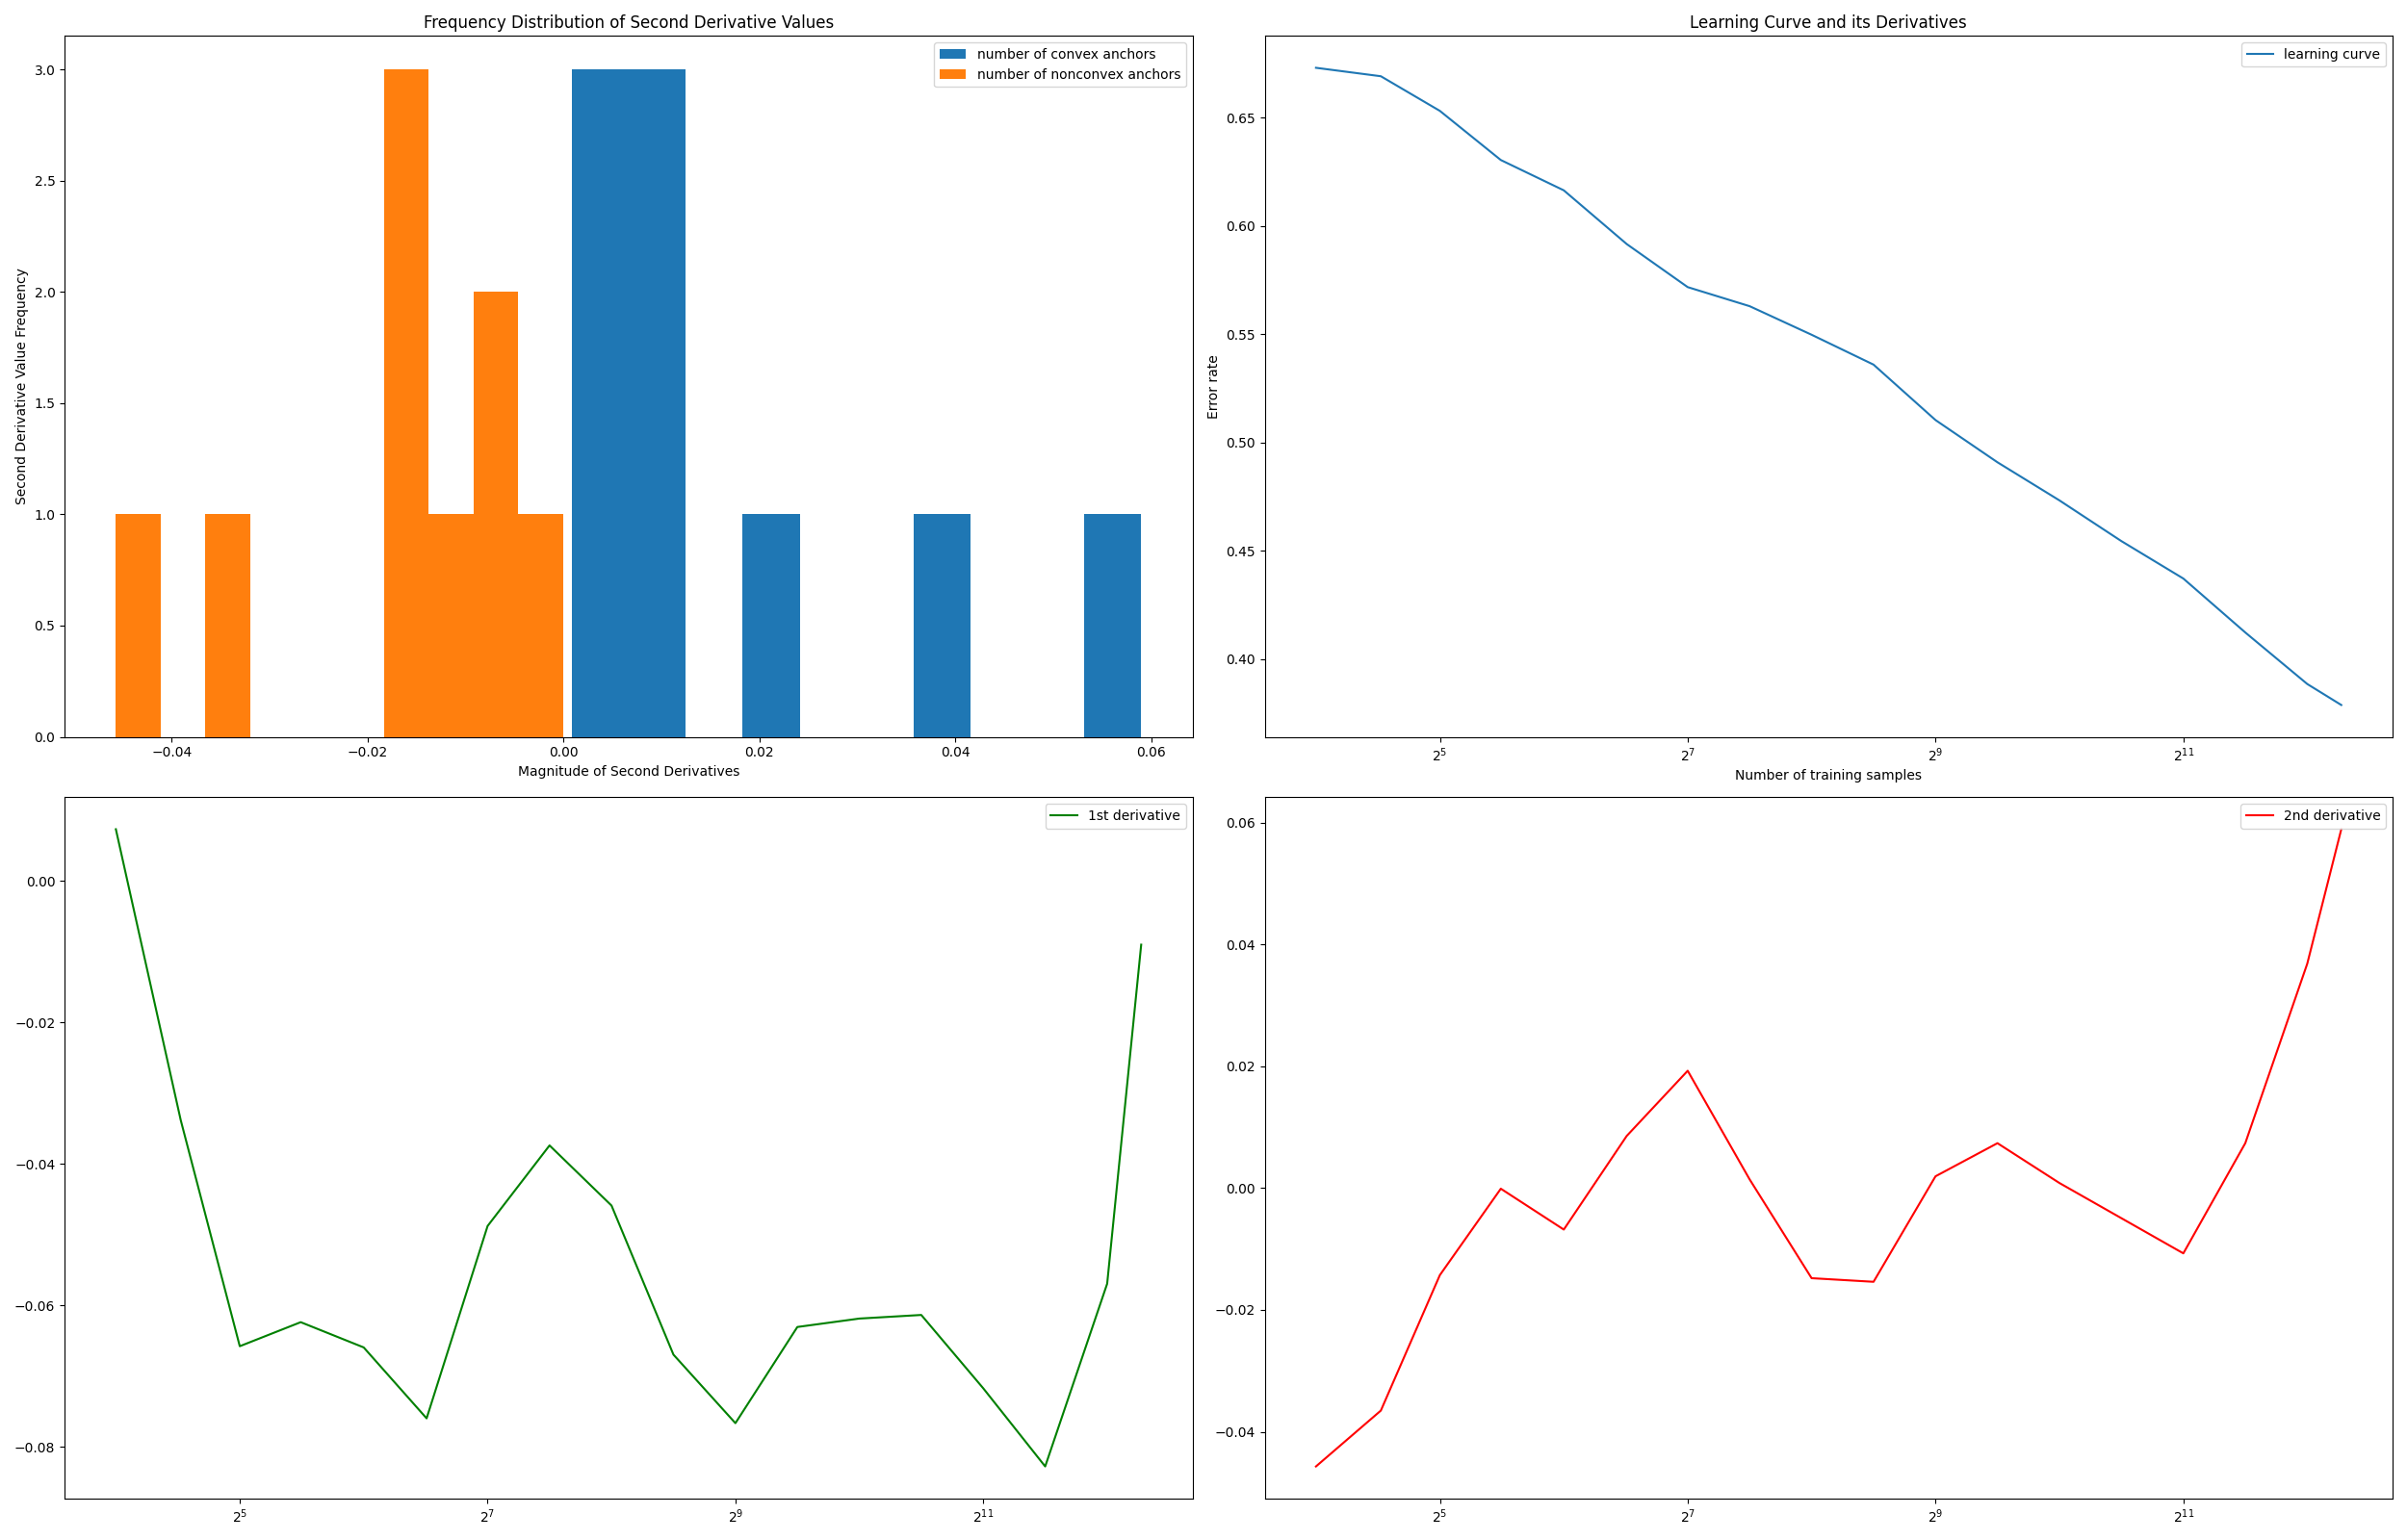 Frequency Distribution of Second Derivative Values
number of convex anchors
number of nonconvex anchors
3.0
2.5
2.0
1.5
1.0
0.5
0.0
Second Derivative Value Frequency
−0.04 −0.02 0.00 0.02 0.04 0.06
Magnitude of Second Derivatives
Learning Curve and its Derivatives
learning curve
0.65
0.60
0.55
0.50
0.45
0.40
Error rate
2^5 2^7 2^9 2^11
Number of training samples
1st derivative
0.00
−0.02
−0.04
−0.06
−0.08
2^5 2^7 2^9 2^11
2nd derivative
0.06
0.04
0.02
0.00
−0.02
−0.04
2^5 2^7 2^9 2^11